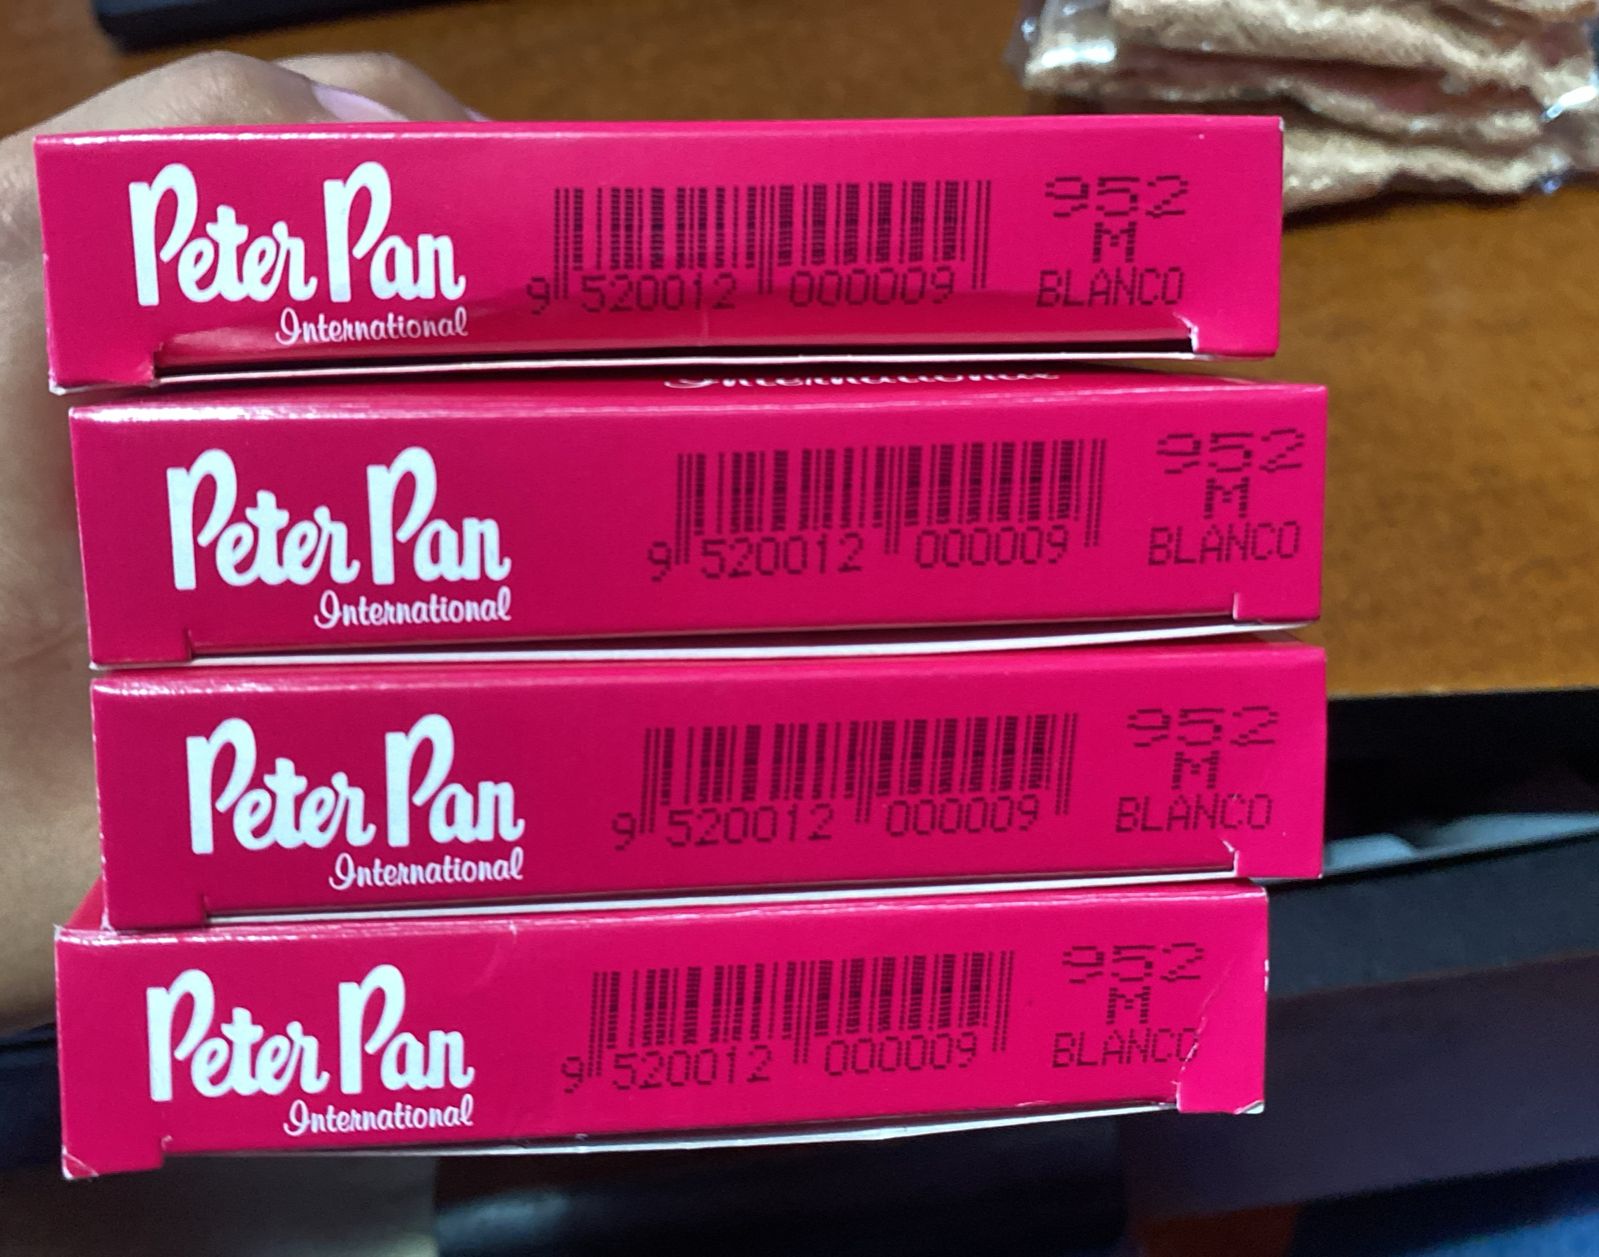 Peter Pan
International
9 520012 000009
952
M
BLANCO
International
Peter Pan
International
9 520012 000009
952
M
BLANCO
Peter Pan
International
9 520012 000009
952
M
BLANCO
Peter Pan
International
9 520012 000009
952
M
BLANCO